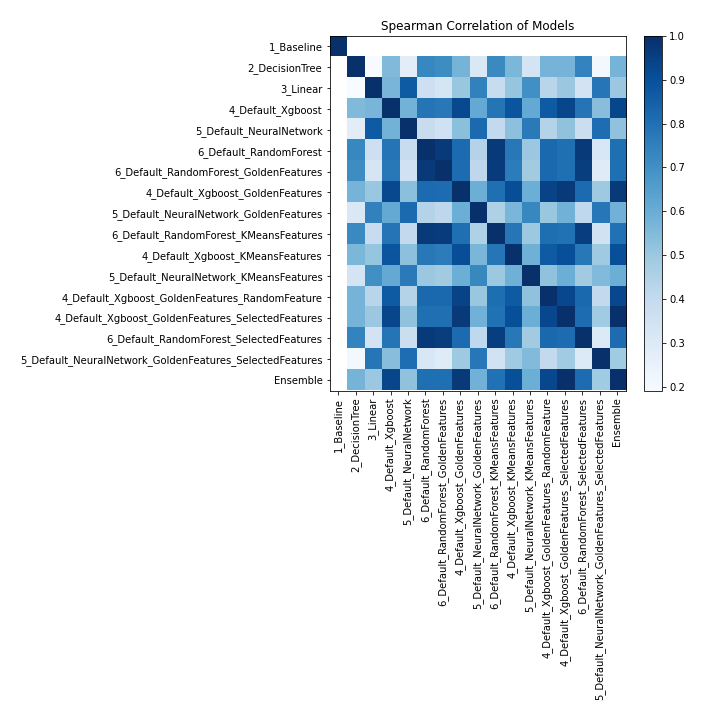 Spearman Correlation of Models
1_Baseline
2_DecisionTree
3_Linear
4_Default_Xgboost
5_Default_NeuralNetwork
6_Default_RandomForest
6_Default_RandomForest_GoldenFeatures
4_Default_Xgboost_GoldenFeatures
5_Default_NeuralNetwork_GoldenFeatures
6_Default_RandomForest_KMeansFeatures
4_Default_Xgboost_KMeansFeatures
5_Default_NeuralNetwork_KMeansFeatures
4_Default_Xgboost_GoldenFeatures_RandomFeature
4_Default_Xgboost_GoldenFeatures_SelectedFeatures
6_Default_RandomForest_SelectedFeatures
5_Default_NeuralNetwork_GoldenFeatures_SelectedFeatures
Ensemble
1_Baseline
2_DecisionTree
3_Linear
4_Default_Xgboost
5_Default_NeuralNetwork
6_Default_RandomForest
6_Default_RandomForest_GoldenFeatures
4_Default_Xgboost_GoldenFeatures
5_Default_NeuralNetwork_GoldenFeatures
6_Default_RandomForest_KMeansFeatures
4_Default_Xgboost_KMeansFeatures
5_Default_NeuralNetwork_KMeansFeatures
4_Default_Xgboost_GoldenFeatures_RandomFeature
4_Default_Xgboost_GoldenFeatures_SelectedFeatures
6_Default_RandomForest_SelectedFeatures
5_Default_NeuralNetwork_GoldenFeatures_SelectedFeatures
Ensemble
1.0
0.9
0.8
0.7
0.6
0.5
0.4
0.3
0.2